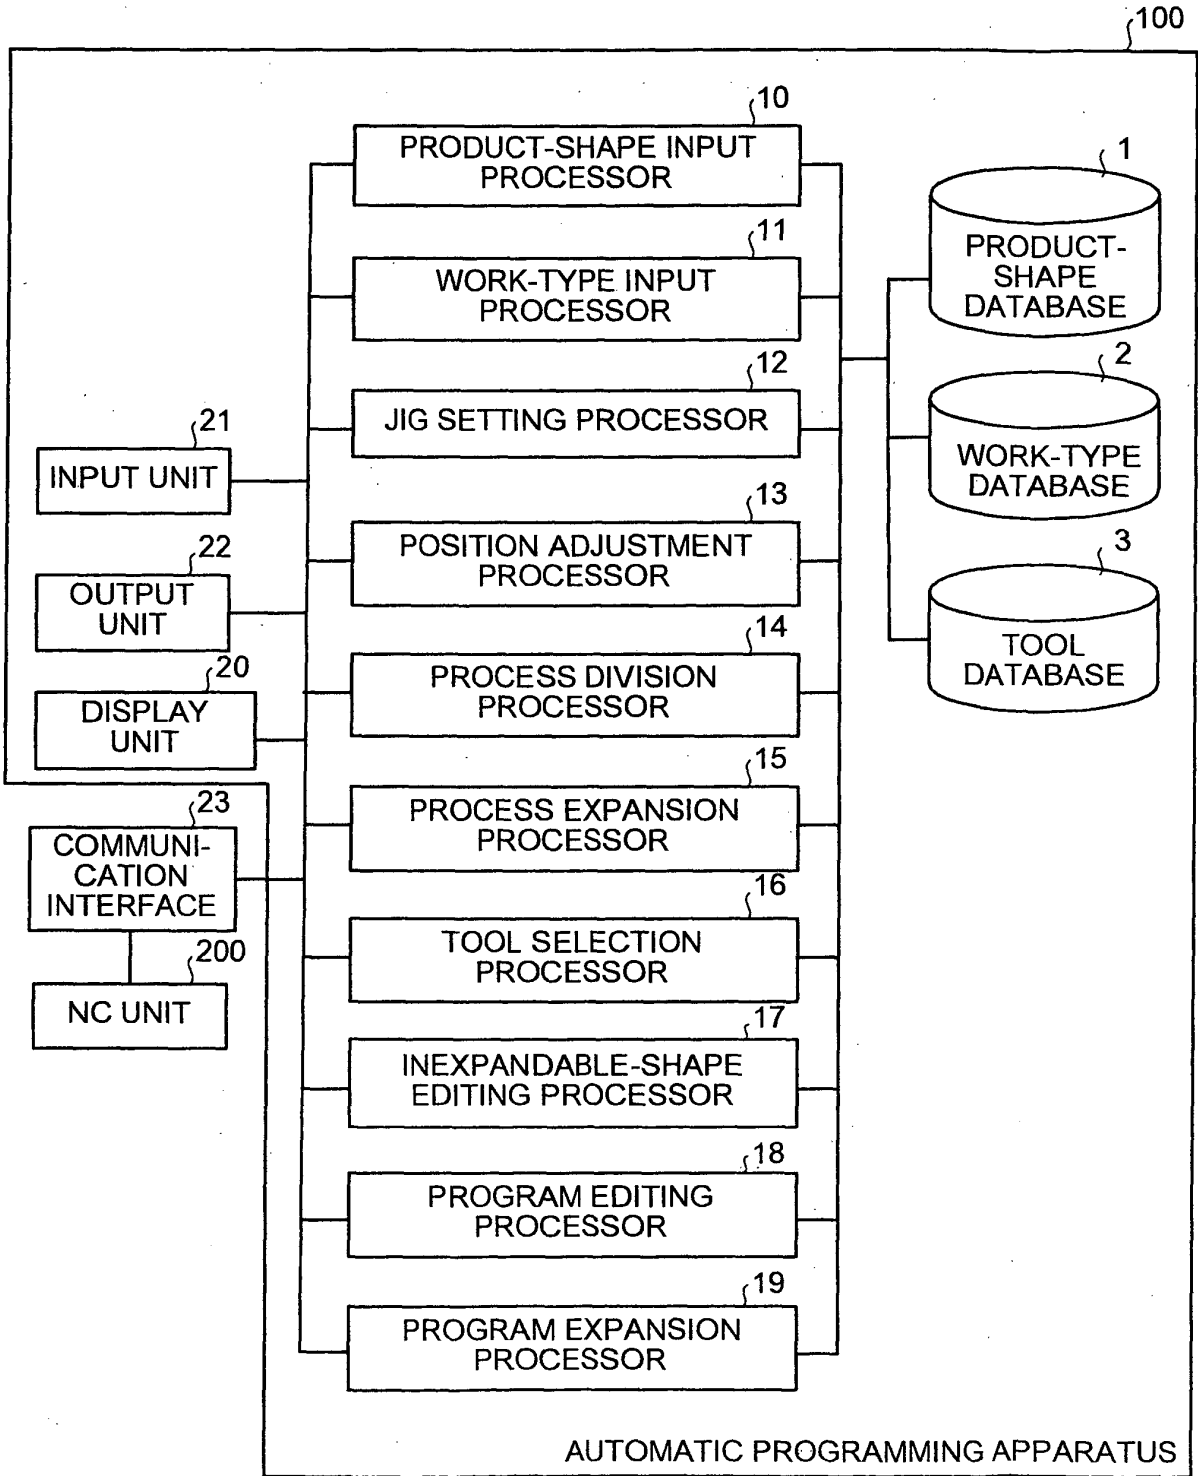 100
10
PRODUCT-SHAPE INPUT
PROCESSOR
11
WORK-TYPE INPUT
PROCESSOR
12
JIG SETTING PROCESSOR
13
POSITION ADJUSTMENT
PROCESSOR
14
PROCESS DIVISION
PROCESSOR
15
PROCESS EXPANSION
PROCESSOR
16
TOOL SELECTION
PROCESSOR
17
INEXPANDABLE-SHAPE
EDITING PROCESSOR
18
PROGRAM EDITING
PROCESSOR
19
PROGRAM EXPANSION
PROCESSOR
21
INPUT UNIT
22
OUTPUT
UNIT
20
DISPLAY
UNIT
23
COMMUNI-
CATION
INTERFACE
200
NC UNIT
1
PRODUCT-
SHAPE
DATABASE
2
WORK-TYPE
DATABASE
3
TOOL
DATABASE
AUTOMATIC PROGRAMMING APPARATUS